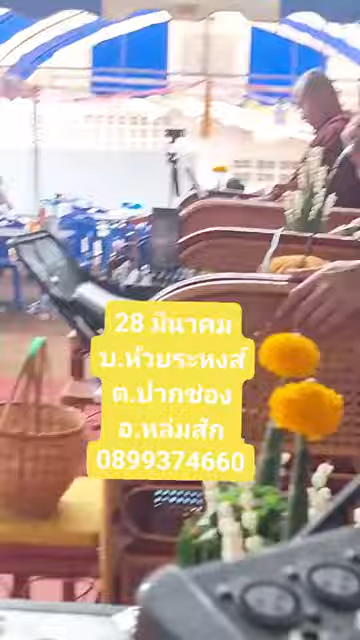 28 มีนาคม
บ.ห้วยระหงส์
ต.ปากช่อง
อ.หล่มสัก
0899374660